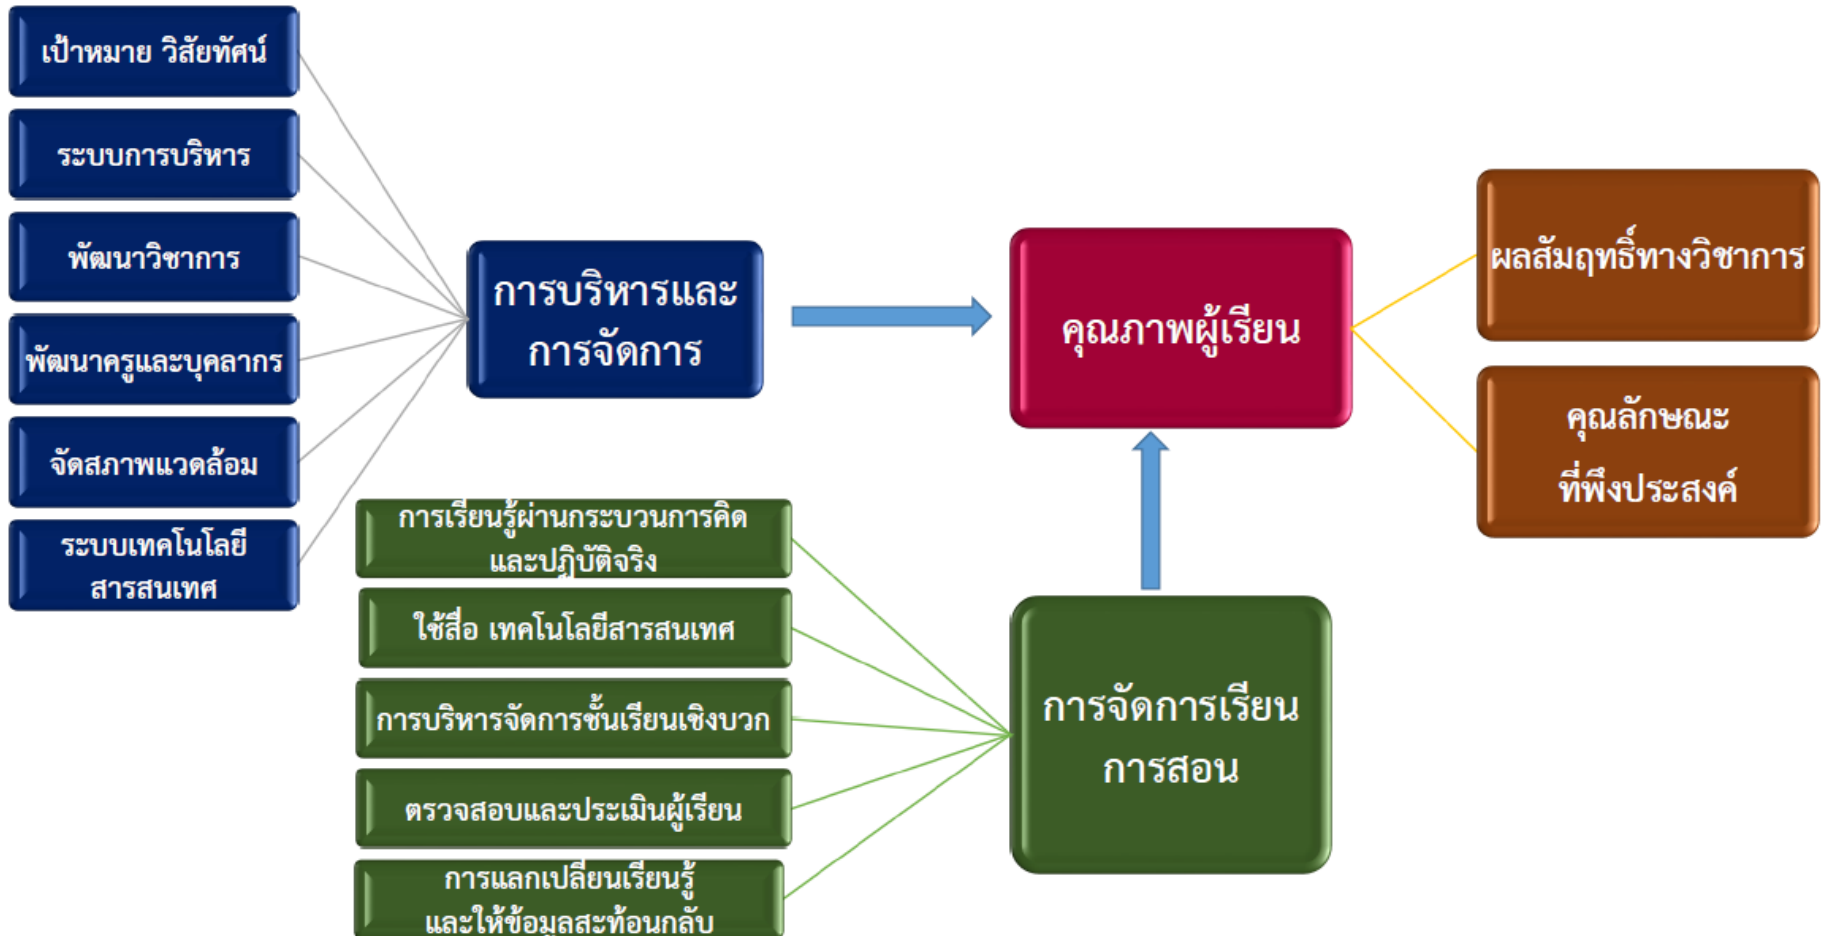 เป้าหมาย วิสัยทัศน์
ระบบการบริหาร
พัฒนาวิชาการ
พัฒนาครูและบุคลากร
จัดสภาพแวดล้อม
ระบบเทคโนโลยี
สารสนเทศ
การบริหารและ
การจัดการ
คุณภาพผู้เรียน
ผลสัมฤทธิ์ทางวิชาการ
คุณลักษณะ
ที่พึงประสงค์
การเรียนรู้ผ่านกระบวนการคิด
และปฏิบัติจริง
ใช้สื่อ เทคโนโลยีสารสนเทศ
การบริหารจัดการชั้นเรียนเชิงบวก
ตรวจสอบและประเมินผู้เรียน
การแลกเปลี่ยนเรียนรู้
และให้ข้อมูลสะท้อนกลับ
การจัดการเรียน
การสอน